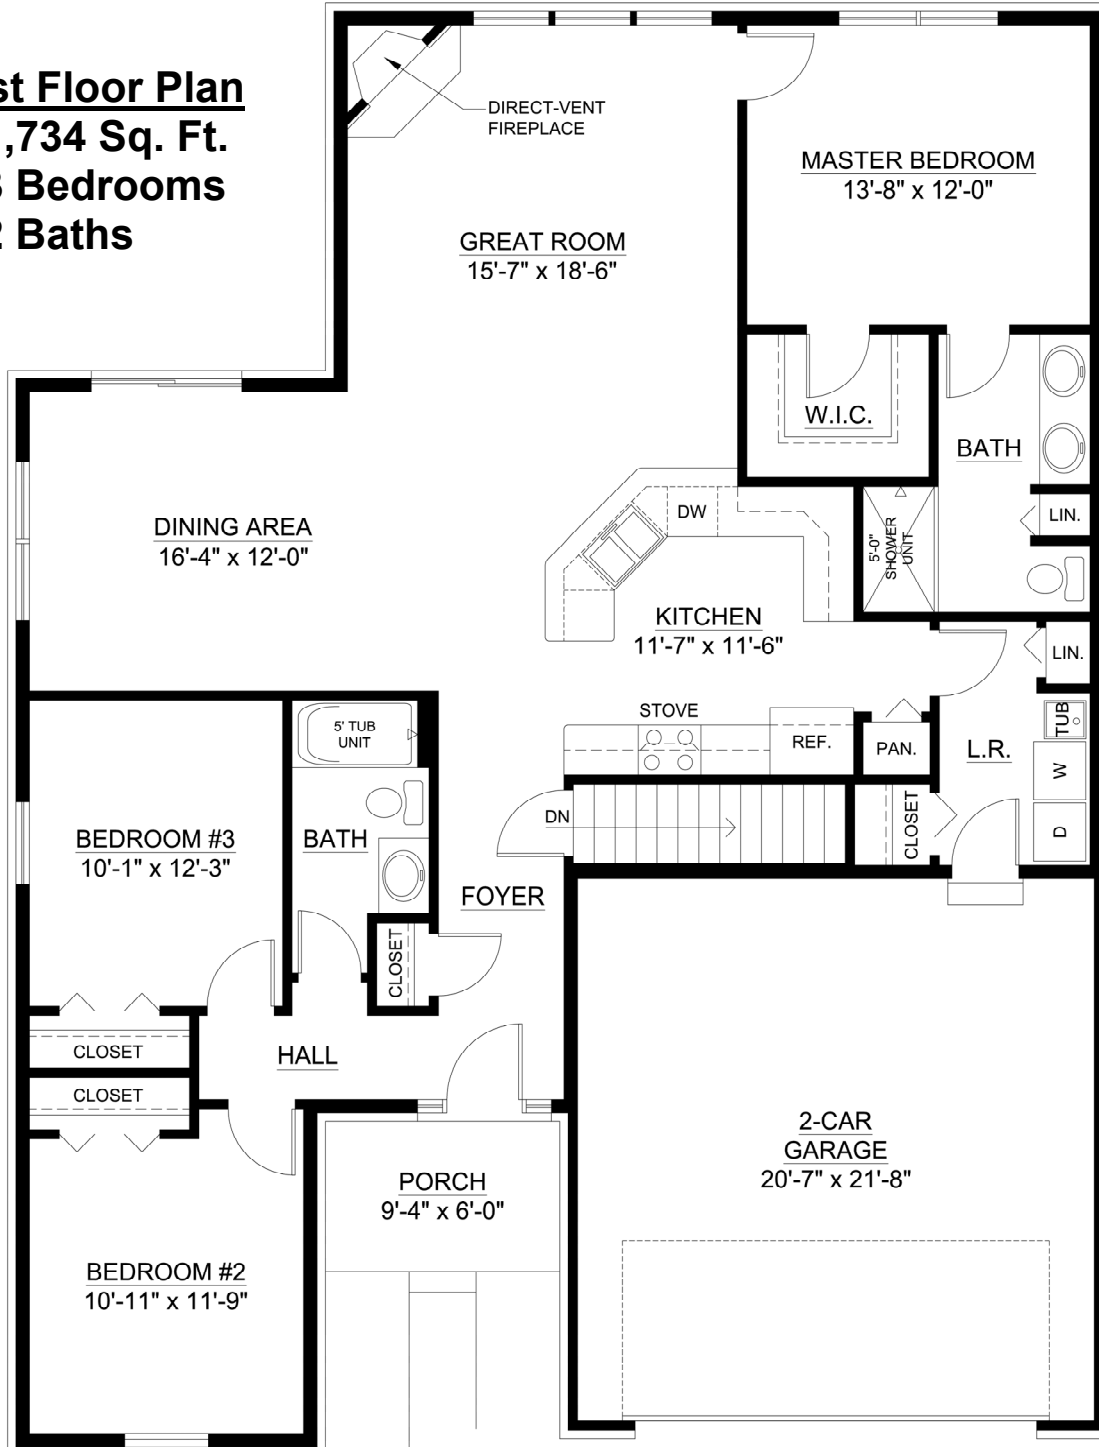 st Floor Plan
,734 Sq. Ft.
3 Bedrooms
2 Baths
DIRECT-VENT
FIREPLACE
MASTER BEDROOM
13'-8" x 12'-0"
GREAT ROOM
15'-7" x 18'-6"
W.I.C.
BATH
DW
LIN.
5'-0"
SHOWER
UNIT
DINING AREA
16'-4" x 12'-0"
KITCHEN
11'-7" x 11'-6"
LIN.
STOVE
REF.
PAN.
L.R.
TUB
W
D
5' TUB
UNIT
BEDROOM #3
10'-1" x 12'-3"
BATH
DN
CLOSET
FOYER
CLOSET
CLOSET
HALL
CLOSET
2-CAR
GARAGE
20'-7" x 21'-8"
PORCH
9'-4" x 6'-0"
BEDROOM #2
10'-11" x 11'-9"